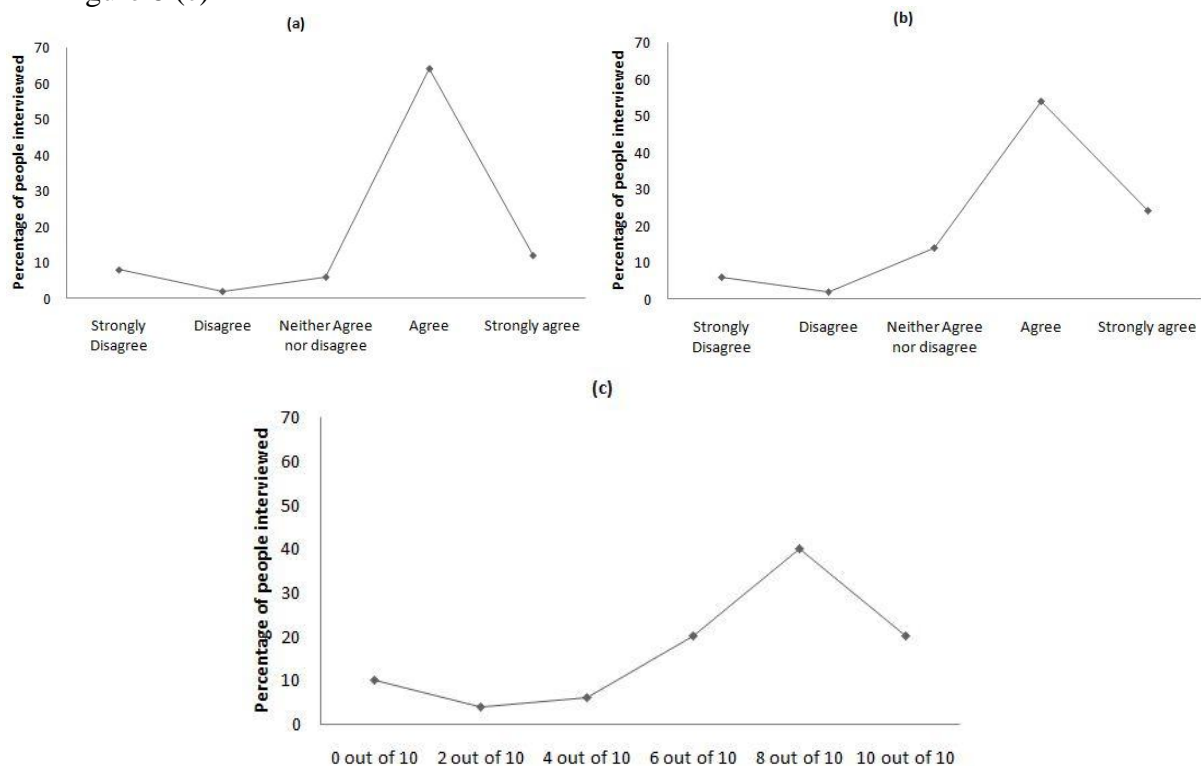 (a)
Percentage of people interviewed
70
60
50
40
30
20
10
0
Strongly Disagree
Disagree
Neither Agree nor disagree
Agree
Strongly agree
(b)
Percentage of people interviewed
70
60
50
40
30
20
10
0
Strongly Disagree
Disagree
Neither Agree nor disagree
Agree
Strongly agree
(c)
Percentage of people interviewed
70
60
50
40
30
20
10
0
0 out of 10
2 out of 10
4 out of 10
6 out of 10
8 out of 10
10 out of 10